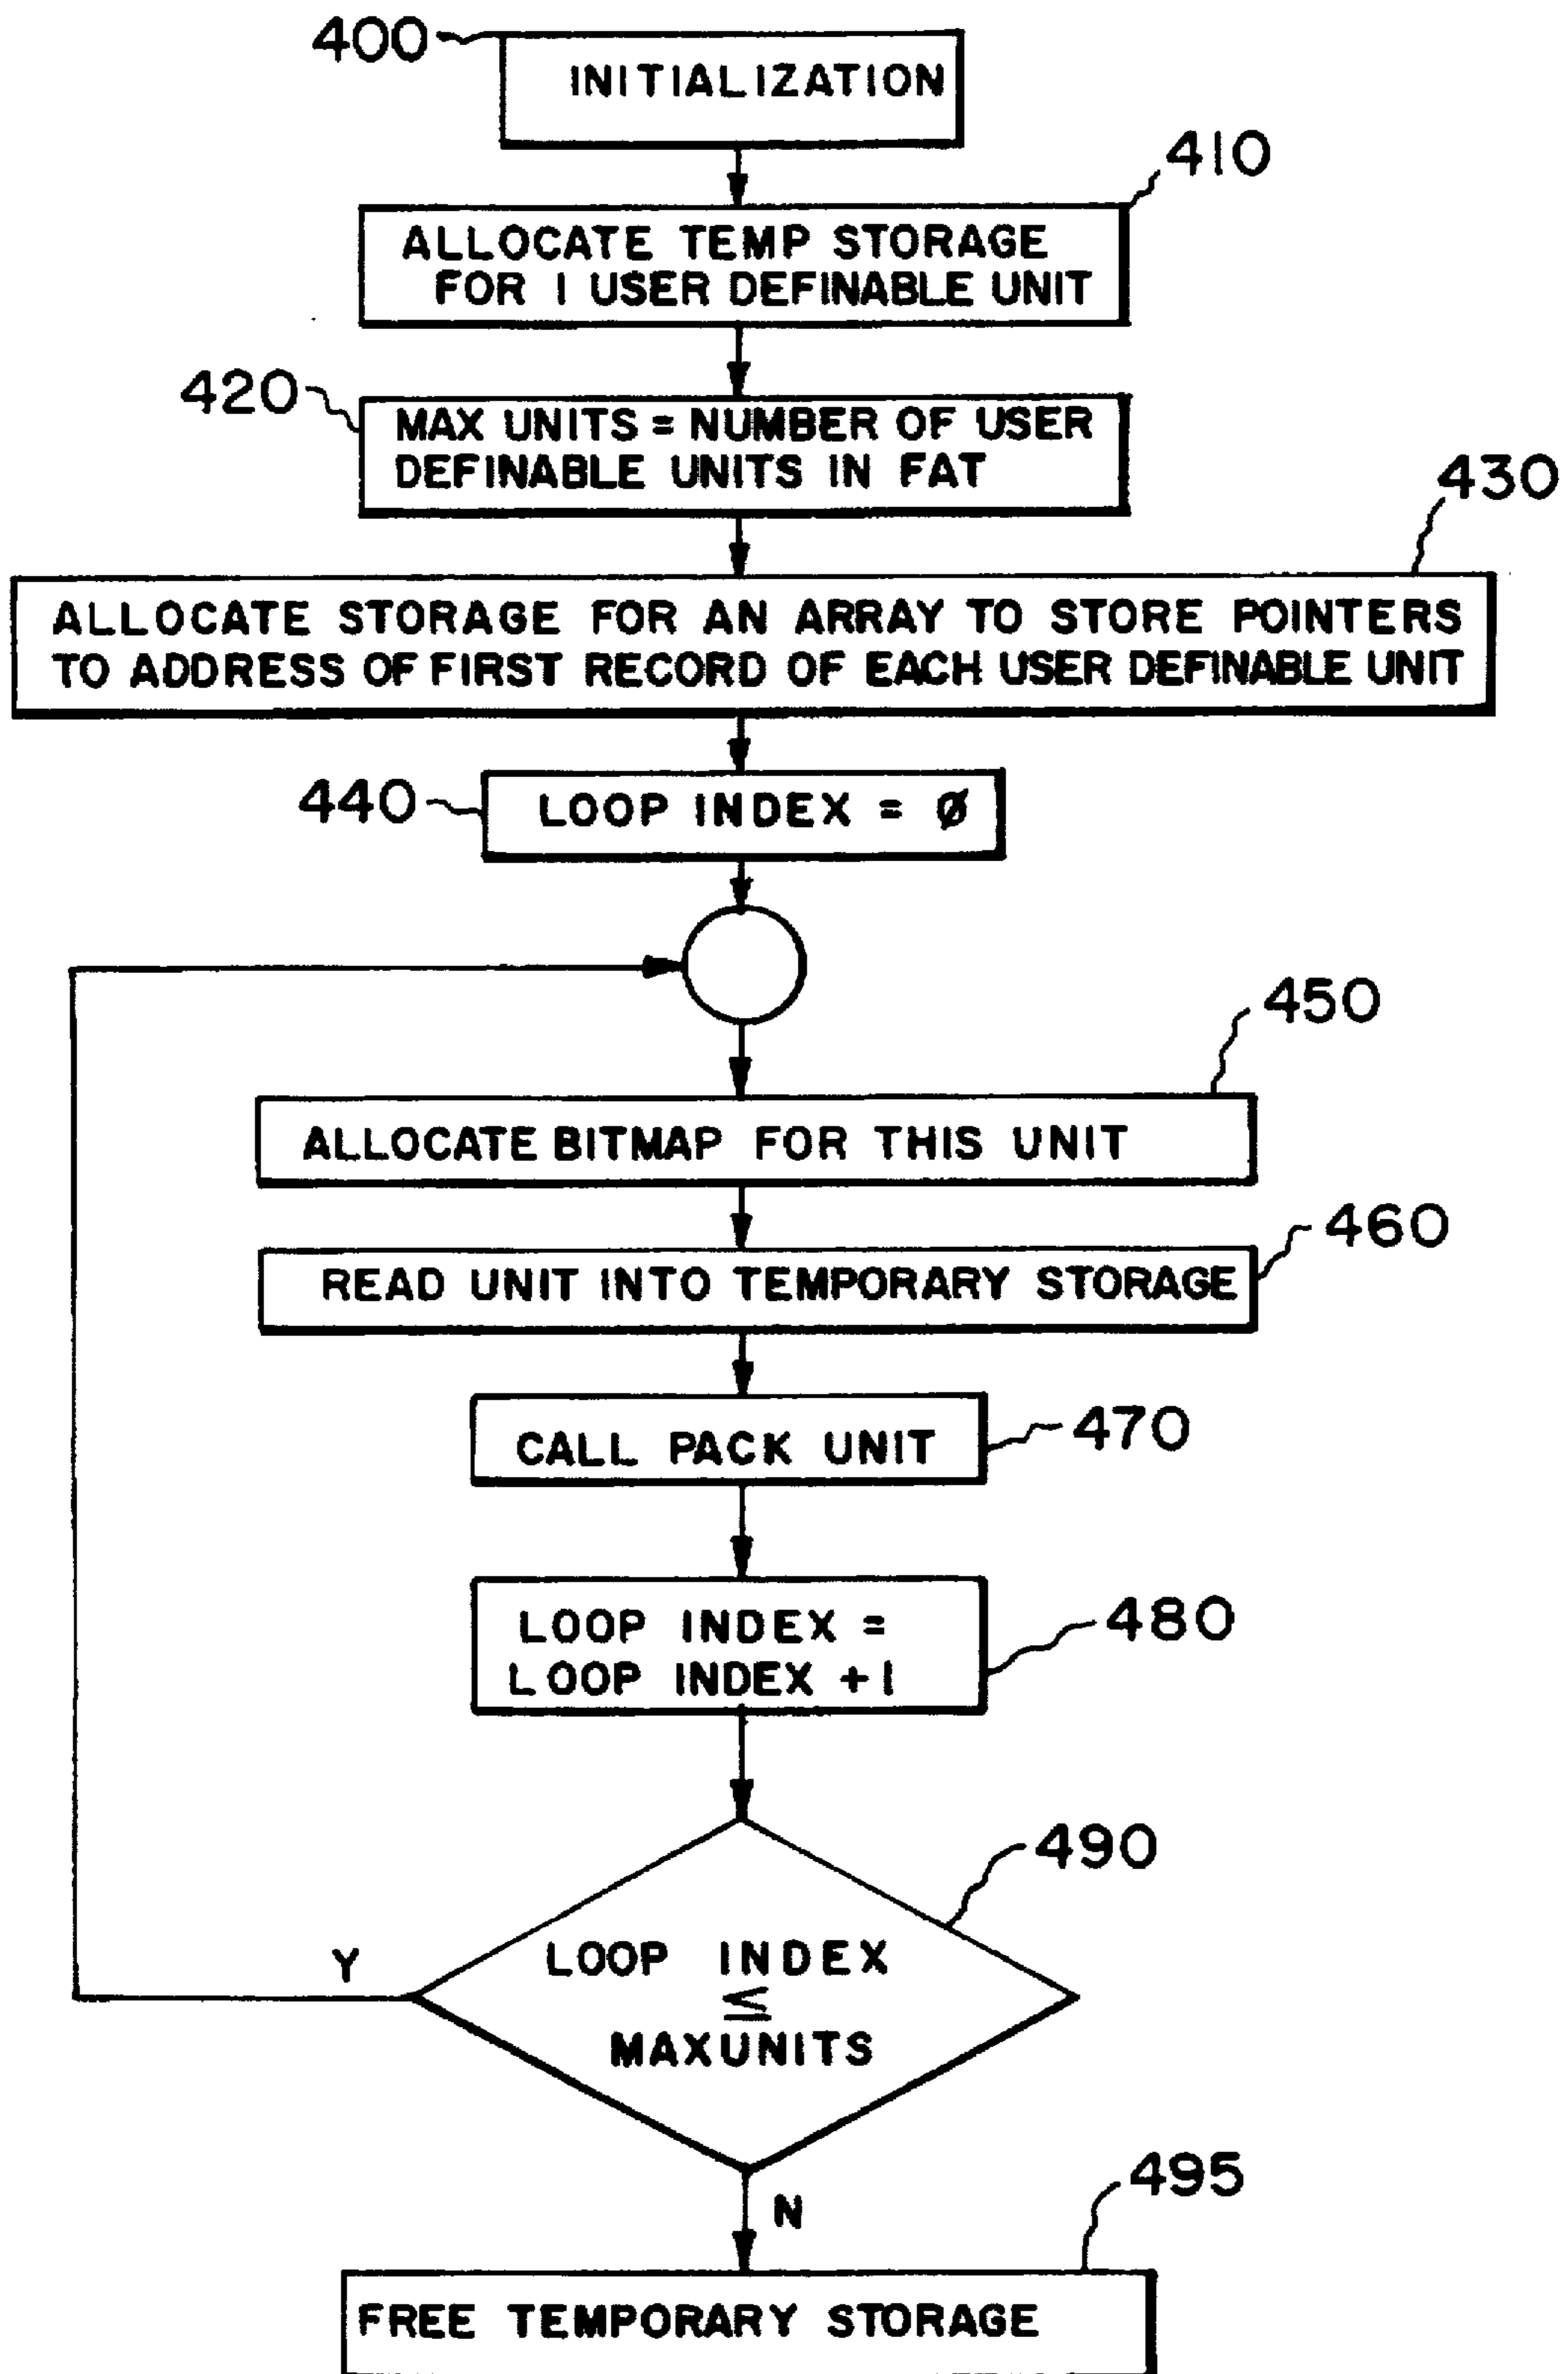 400
INITIALIZATION
410
ALLOCATE TEMP STORAGE
FOR 1 USER DEFINABLE UNIT
420
MAX UNITS = NUMBER OF USER
DEFINABLE UNITS IN FAT
430
ALLOCATE STORAGE FOR AN ARRAY TO STORE POINTERS
TO ADDRESS OF FIRST RECORD OF EACH USER DEFINABLE UNIT
440
LOOP INDEX = Ø
450
ALLOCATE BITMAP FOR THIS UNIT
460
READ UNIT INTO TEMPORARY STORAGE
470
CALL PACK UNIT
480
LOOP INDEX =
LOOP INDEX +1
490
LOOP INDEX
≤
MAXUNITS
Y
N
495
FREE TEMPORARY STORAGE